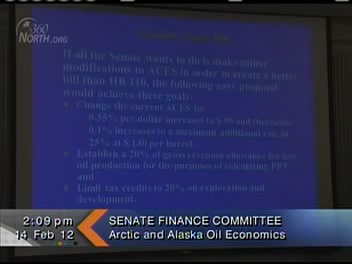 360
NORTH.ORG
If all the Senate wants to do is make minor
modifications to ACES in order to create a better
bill than HB 110, the following easy proposal
would achieve these goals:
Change the current ACES to:
0.35% per dollar increases to $ 90 and thereafter
0.1% increases to a maximum additional rate of
25% at $ 130 per barrel.
Establish a 20% of gross revenues allowance for new
oil production for the purposes of calculating PPT
and.
Limit tax credits to 20% on exploration and
development.
2:09 pm
14 Feb 12
SENATE FINANCE COMMITTEE
Arctic and Alaska Oil Economics